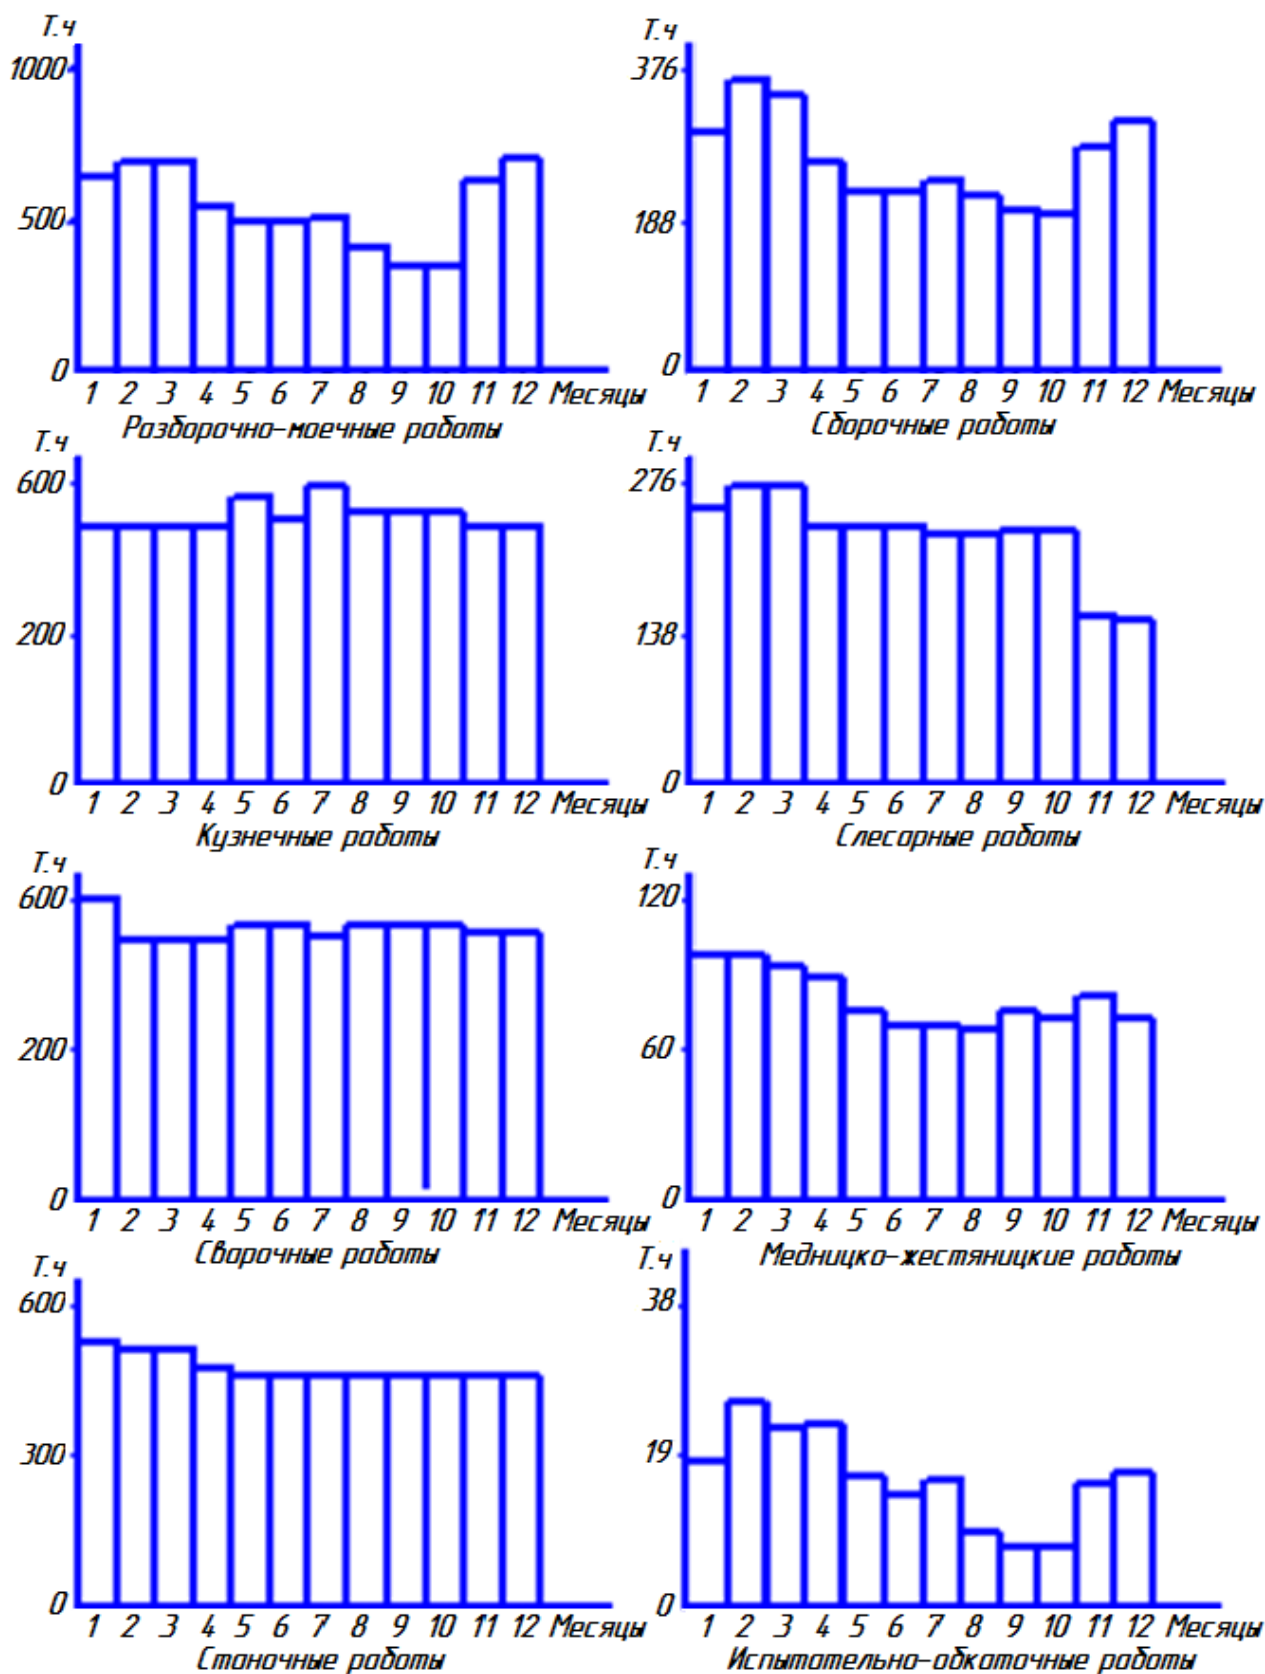 Т.ч
1000
500
0
1 2 3 4 5 6 7 8 9 10 11 12 Месяцы
Разборочно-моечные работы
Т.ч
376
188
0
1 2 3 4 5 6 7 8 9 10 11 12 Месяцы
Сборочные работы
Т.ч
600
200
0
1 2 3 4 5 6 7 8 9 10 11 12 Месяцы
Кузнечные работы
276
138
0
1 2 3 4 5 6 7 8 9 10 11 12 Месяцы
Слесарные работы
Т.ч
Т.ч
600
200
0
1 2 3 4 5 6 7 8 9 10 11 12 Месяцы
Сварочные работы
Т.ч
120
60
0
1 2 3 4 5 6 7 8 9 10 11 12 Месяцы
Медницко-жестяницкие работы
Т.ч
600
300
0
1 2 3 4 5 6 7 8 9 10 11 12 Месяцы
Станочные работы
Т.ч
38
19
0
1 2 3 4 5 6 7 8 9 10 11 12 Месяцы
Испытательно-обкаточные работы